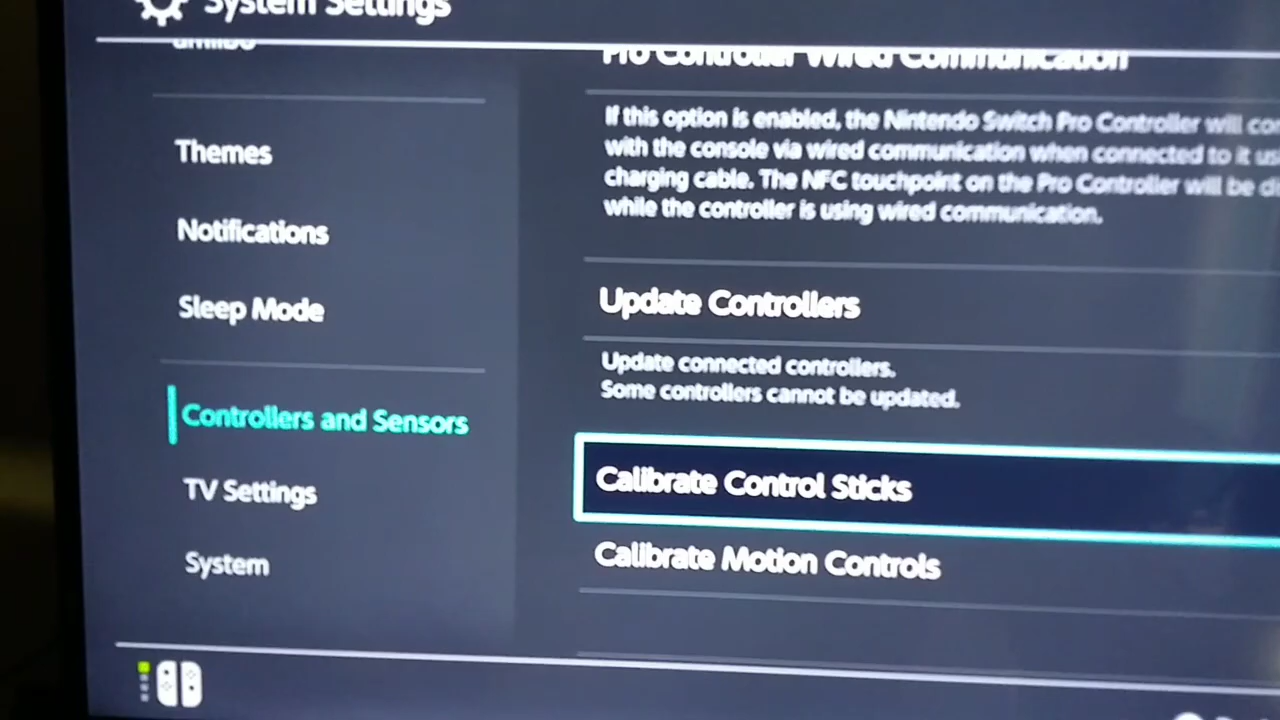 System Settings
amiibo
Themes
Notifications
Sleep Mode
Controllers and Sensors
TV Settings
System
Pro Controller Wired Communication
If this option is enabled, the Nintendo Switch Pro Controller will
with the console via wired communication when connected to it
charging cable. The NFC touchpoint on the Pro Controller will be
while the controller is using wired communication.
Update Controllers
Update connected controllers.
Some controllers cannot be updated.
Calibrate Control Sticks
Calibrate Motion Controls